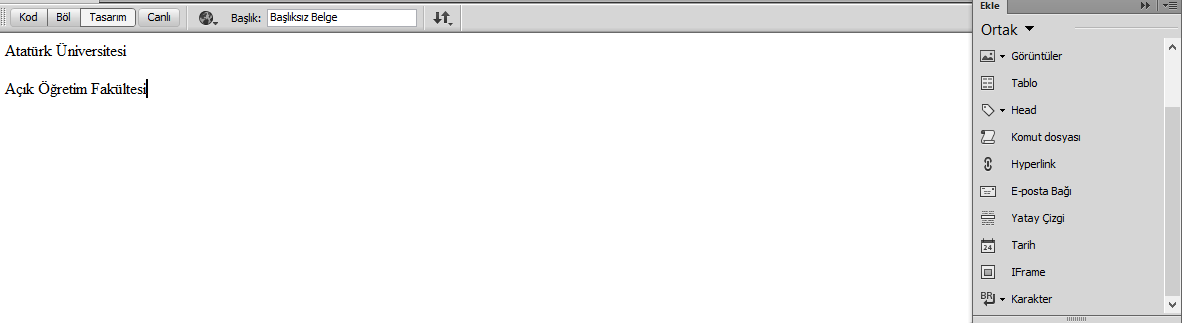 Kod Böl Tasarım Canlı Başlık: Başlıksız Belge
Atatürk Üniversitesi
Açık Öğretim Fakültesi
Ekle
Ortak
Görüntüler
Tablo
Head
Komut dosyası
Hyperlink
E-posta Bağı
Yatay Çizgi
24 Tarih
IFrame
BR Karakter